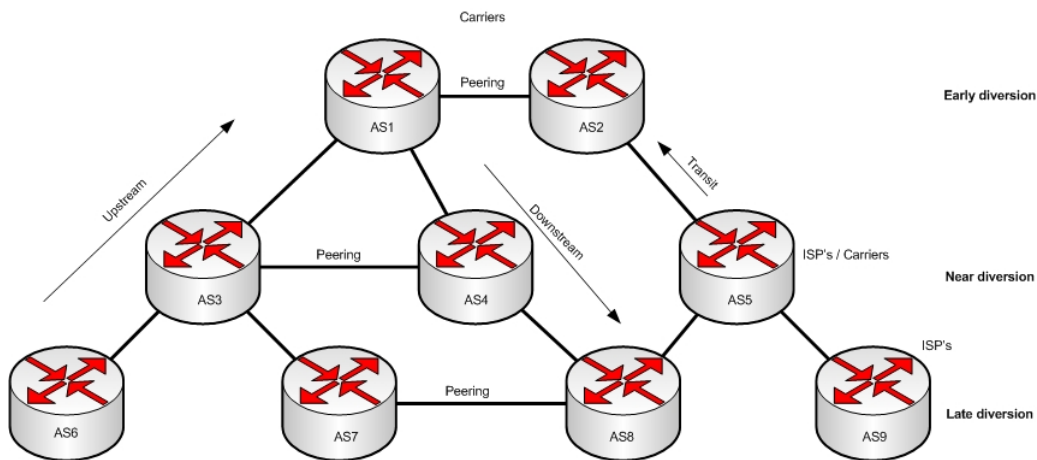 Carriers
Peering
Early diversion
AS1
AS2
Upstream
Transit
Downstream
Peering
ISP's / Carriers
Near diversion
AS3
AS4
AS5
ISP's
Peering
Late diversion
AS6
AS7
AS8
AS9